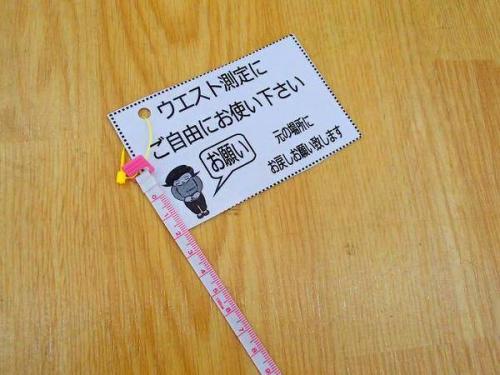 ウエスト測定に
ご自由にお使い下さい
お願い
元の場所に
お戻しお願い致します